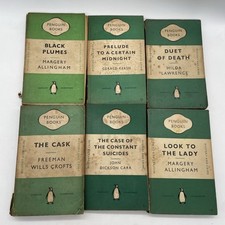 PENGUIN
BOOKS
BLACK
PLUMES
MARGERY
ALLINGHAM
PENGUIN
BOOKS
PRELUDE
TO A CERTAIN
MIDNIGHT
GERALD KERSH
PENGUIN
BOOKS
DUET
OF DEATH
HILDA
LAWRENCE
PENGUIN
BOOKS
THE CASK
FREEMAN
WILLS CROFTS
PENGUIN
BOOKS
THE CASE OF
THE CONSTANT
SUICIDES
JOHN
DICKSON CARR
PENGUIN
BOOKS
LOOK TO
THE LADY
MARGERY
ALLINGHAM